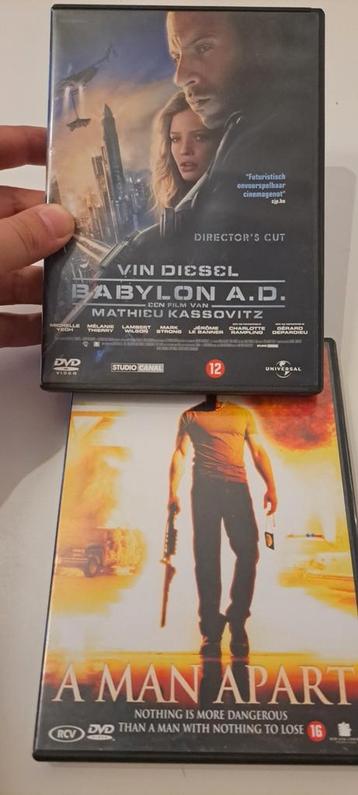 "Futuristisch
onvoorspelbaar
cinemagenot"
DIRECTOR'S CUT
VIN DIESEL
BABYLON A.D.
EEN FILM VAN
MATHIEU KASSOVITZ
MICHELLE YEOH
MÉLANIE THIERRY
LAMBERT WILSON
MARK STRONG
JÉRÔME LE BANNER
CHARLOTTE RAMPLING
GÉRARD DEPARDIEU
DVD VIDEO
STUDIO CANAL
12
UNIVERSAL
A MAN APART
NOTHING IS MORE DANGEROUS
THAN A MAN WITH NOTHING TO LOSE
RCV
DVD
16